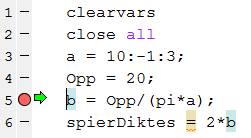 1 — clearvars
2 — close all
3 — a = 10:-1:3;
4 — Opp = 20;
5 b = Opp/(pi*a);
6 — spierDiktes = 2*b